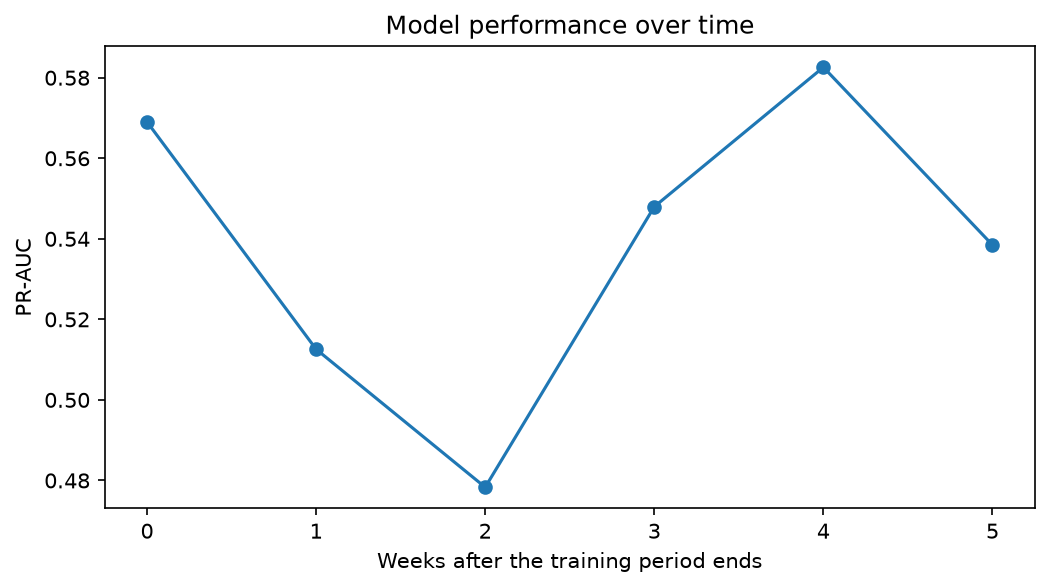 Model performance over time
PR-AUC
0.58
0.56
0.54
0.52
0.50
0.48
0 1 2 3 4 5
Weeks after the training period ends